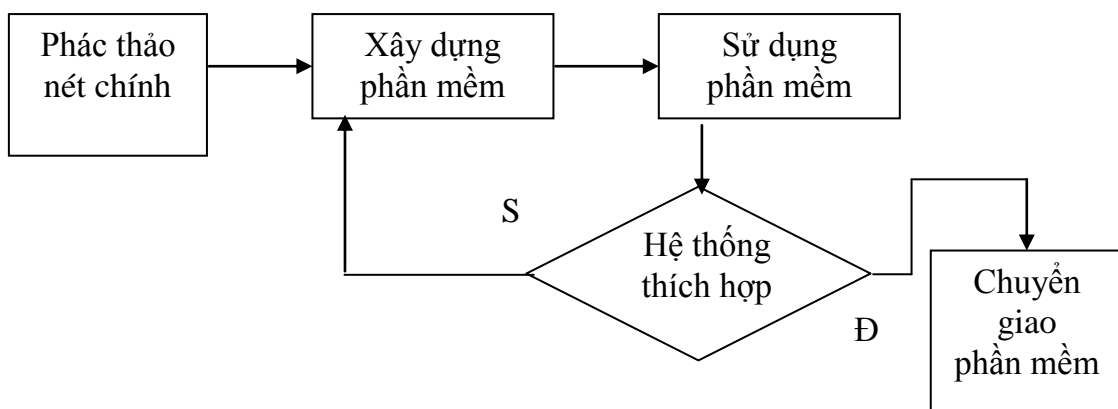 Phác thảo
nét chính
Xây dựng
phần mềm
Sử dụng
phần mềm
S
Hệ thống
thích hợp
Đ
Chuyển
giao
phần mềm